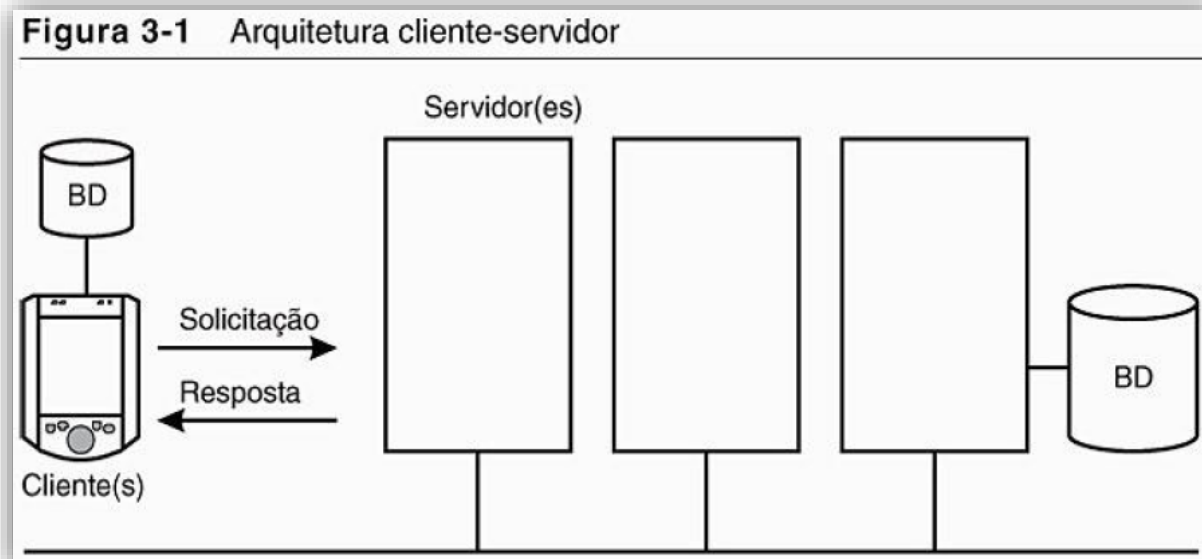 Figura 3-1 Arquitetura cliente-servidor
Servidor(es)
BD
Solicitação
Resposta
BD
Cliente(s)